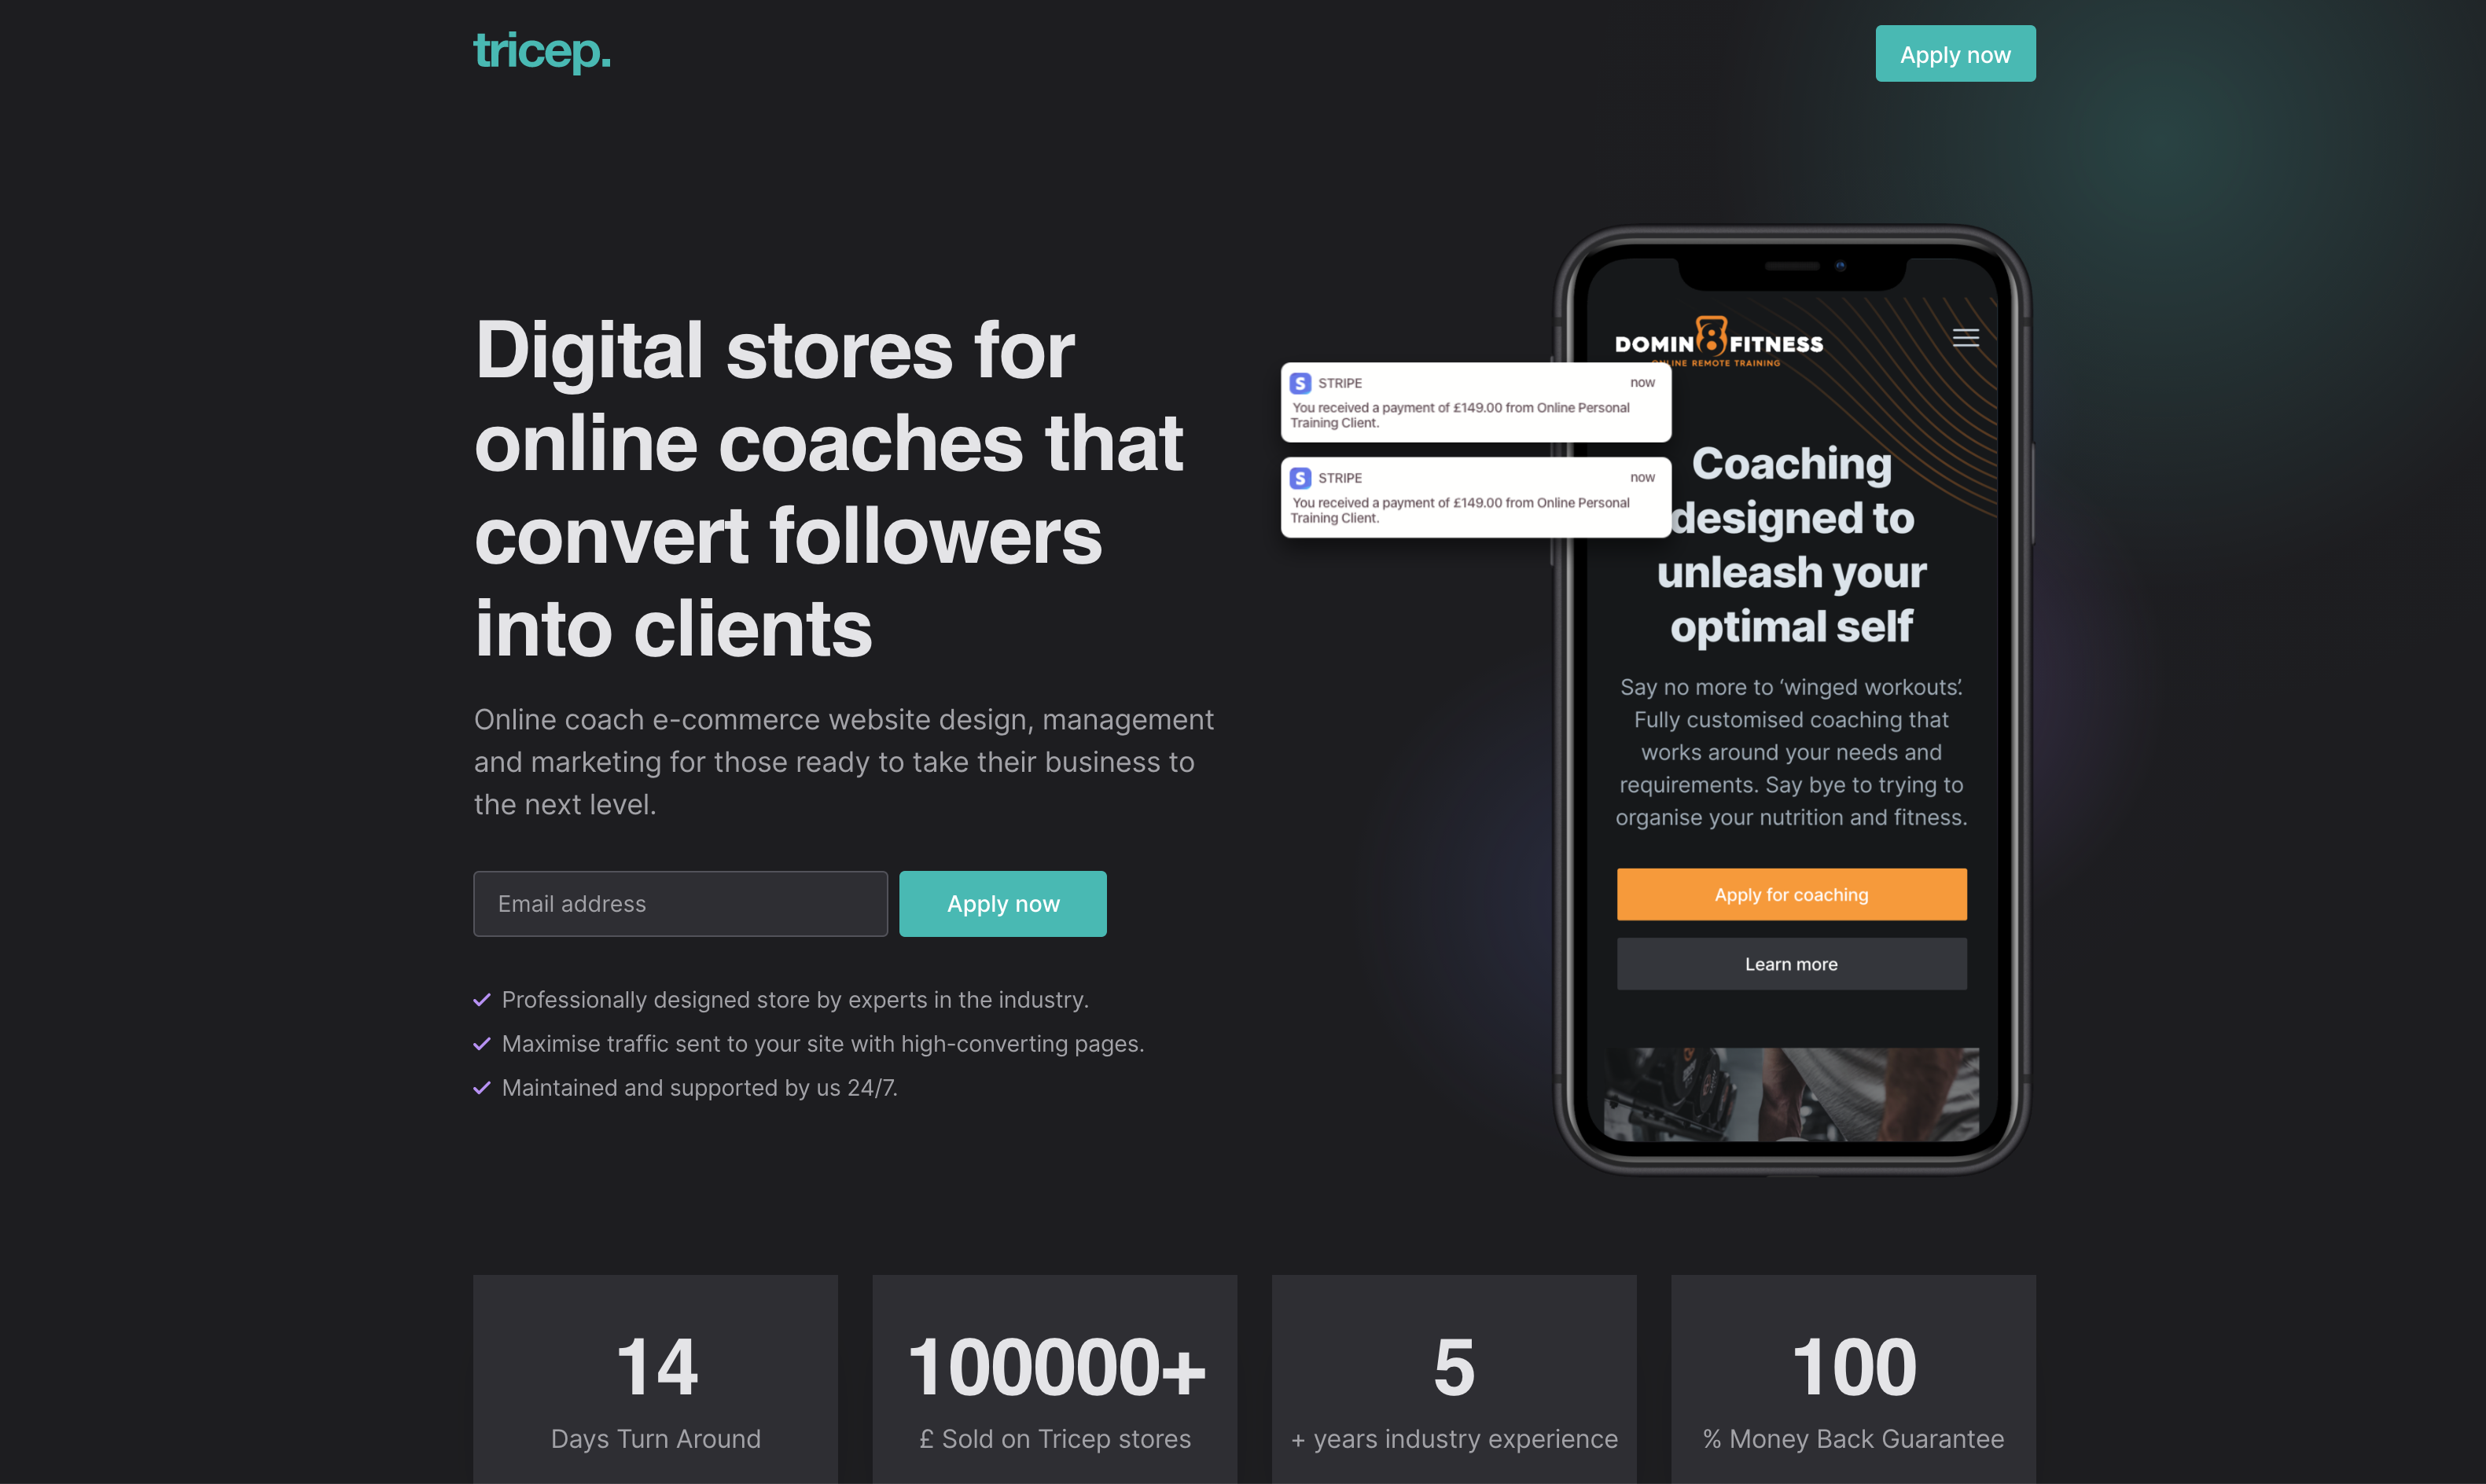 tricep.
Apply now
Digital stores for
online coaches that
convert followers
into clients
Online coach e-commerce website design, management
and marketing for those ready to take their business to
the next level.
Email address
Apply now
Professionally designed store by experts in the industry.
Maximise traffic sent to your site with high-converting pages.
Maintained and supported by us 24/7.
DOMIN8FITNESS
ONLINE REMOTE TRAINING
STRIPE now
You received a payment of £149.00 from Online Personal
Training Client.
STRIPE now
You received a payment of £149.00 from Online Personal
Training Client.
Coaching
designed to
unleash your
optimal self
Say no more to ‘winged workouts’.
Fully customised coaching that
works around your needs and
requirements. Say bye to trying to
organise your nutrition and fitness.
Apply for coaching
Learn more
14
Days Turn Around
100000+
£ Sold on Tricep stores
5
+ years industry experience
100
% Money Back Guarantee